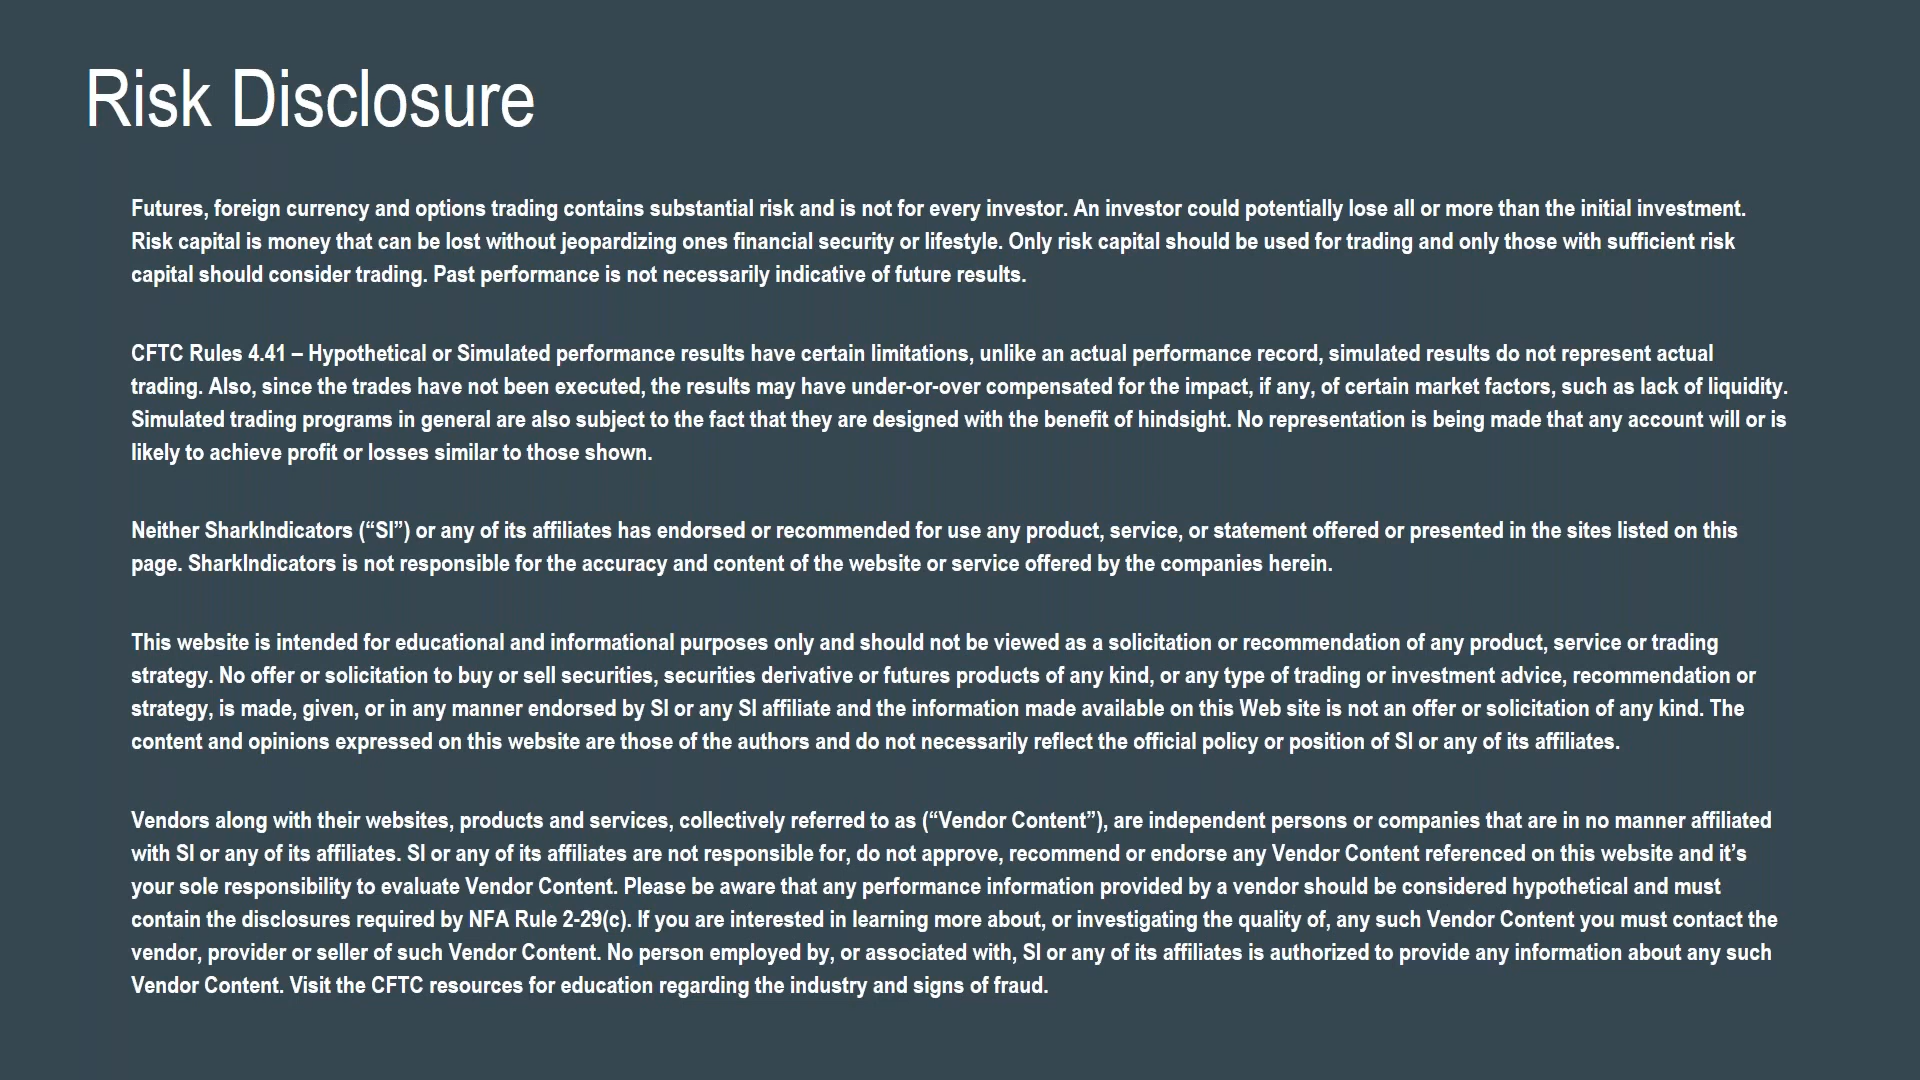 Risk Disclosure
Futures, foreign currency and options trading contains substantial risk and is not for every investor. An investor could potentially lose all or more than the initial investment.
Risk capital is money that can be lost without jeopardizing ones financial security or lifestyle. Only risk capital should be used for trading and only those with sufficient risk
capital should consider trading. Past performance is not necessarily indicative of future results.
CFTC Rules 4.41 – Hypothetical or Simulated performance results have certain limitations, unlike an actual performance record, simulated results do not represent actual
trading. Also, since the trades have not been executed, the results may have under-or-over compensated for the impact, if any, of certain market factors, such as lack of liquidity.
Simulated trading programs in general are also subject to the fact that they are designed with the benefit of hindsight. No representation is being made that any account will or is
likely to achieve profit or losses similar to those shown.
Neither SharkIndicators (“SI”) or any of its affiliates has endorsed or recommended for use any product, service, or statement offered or presented in the sites listed on this
page. SharkIndicators is not responsible for the accuracy and content of the website or service offered by the companies herein.
This website is intended for educational and informational purposes only and should not be viewed as a solicitation or recommendation of any product, service or trading
strategy. No offer or solicitation to buy or sell securities, securities derivative or futures products of any kind, or any type of trading or investment advice, recommendation or
strategy, is made, given, or in any manner endorsed by SI or any SI affiliate and the information made available on this Web site is not an offer or solicitation of any kind. The
content and opinions expressed on this website are those of the authors and do not necessarily reflect the official policy or position of SI or any of its affiliates.
Vendors along with their websites, products and services, collectively referred to as (“Vendor Content”), are independent persons or companies that are in no manner affiliated
with SI or any of its affiliates. SI or any of its affiliates are not responsible for, do not approve, recommend or endorse any Vendor Content referenced on this website and it’s
your sole responsibility to evaluate Vendor Content. Please be aware that any performance information provided by a vendor should be considered hypothetical and must
contain the disclosures required by NFA Rule 2-29(c). If you are interested in learning more about, or investigating the quality of, any such Vendor Content you must contact the
vendor, provider or seller of such Vendor Content. No person employed by, or associated with, SI or any of its affiliates is authorized to provide any information about any such
Vendor Content. Visit the CFTC resources for education regarding the industry and signs of fraud.